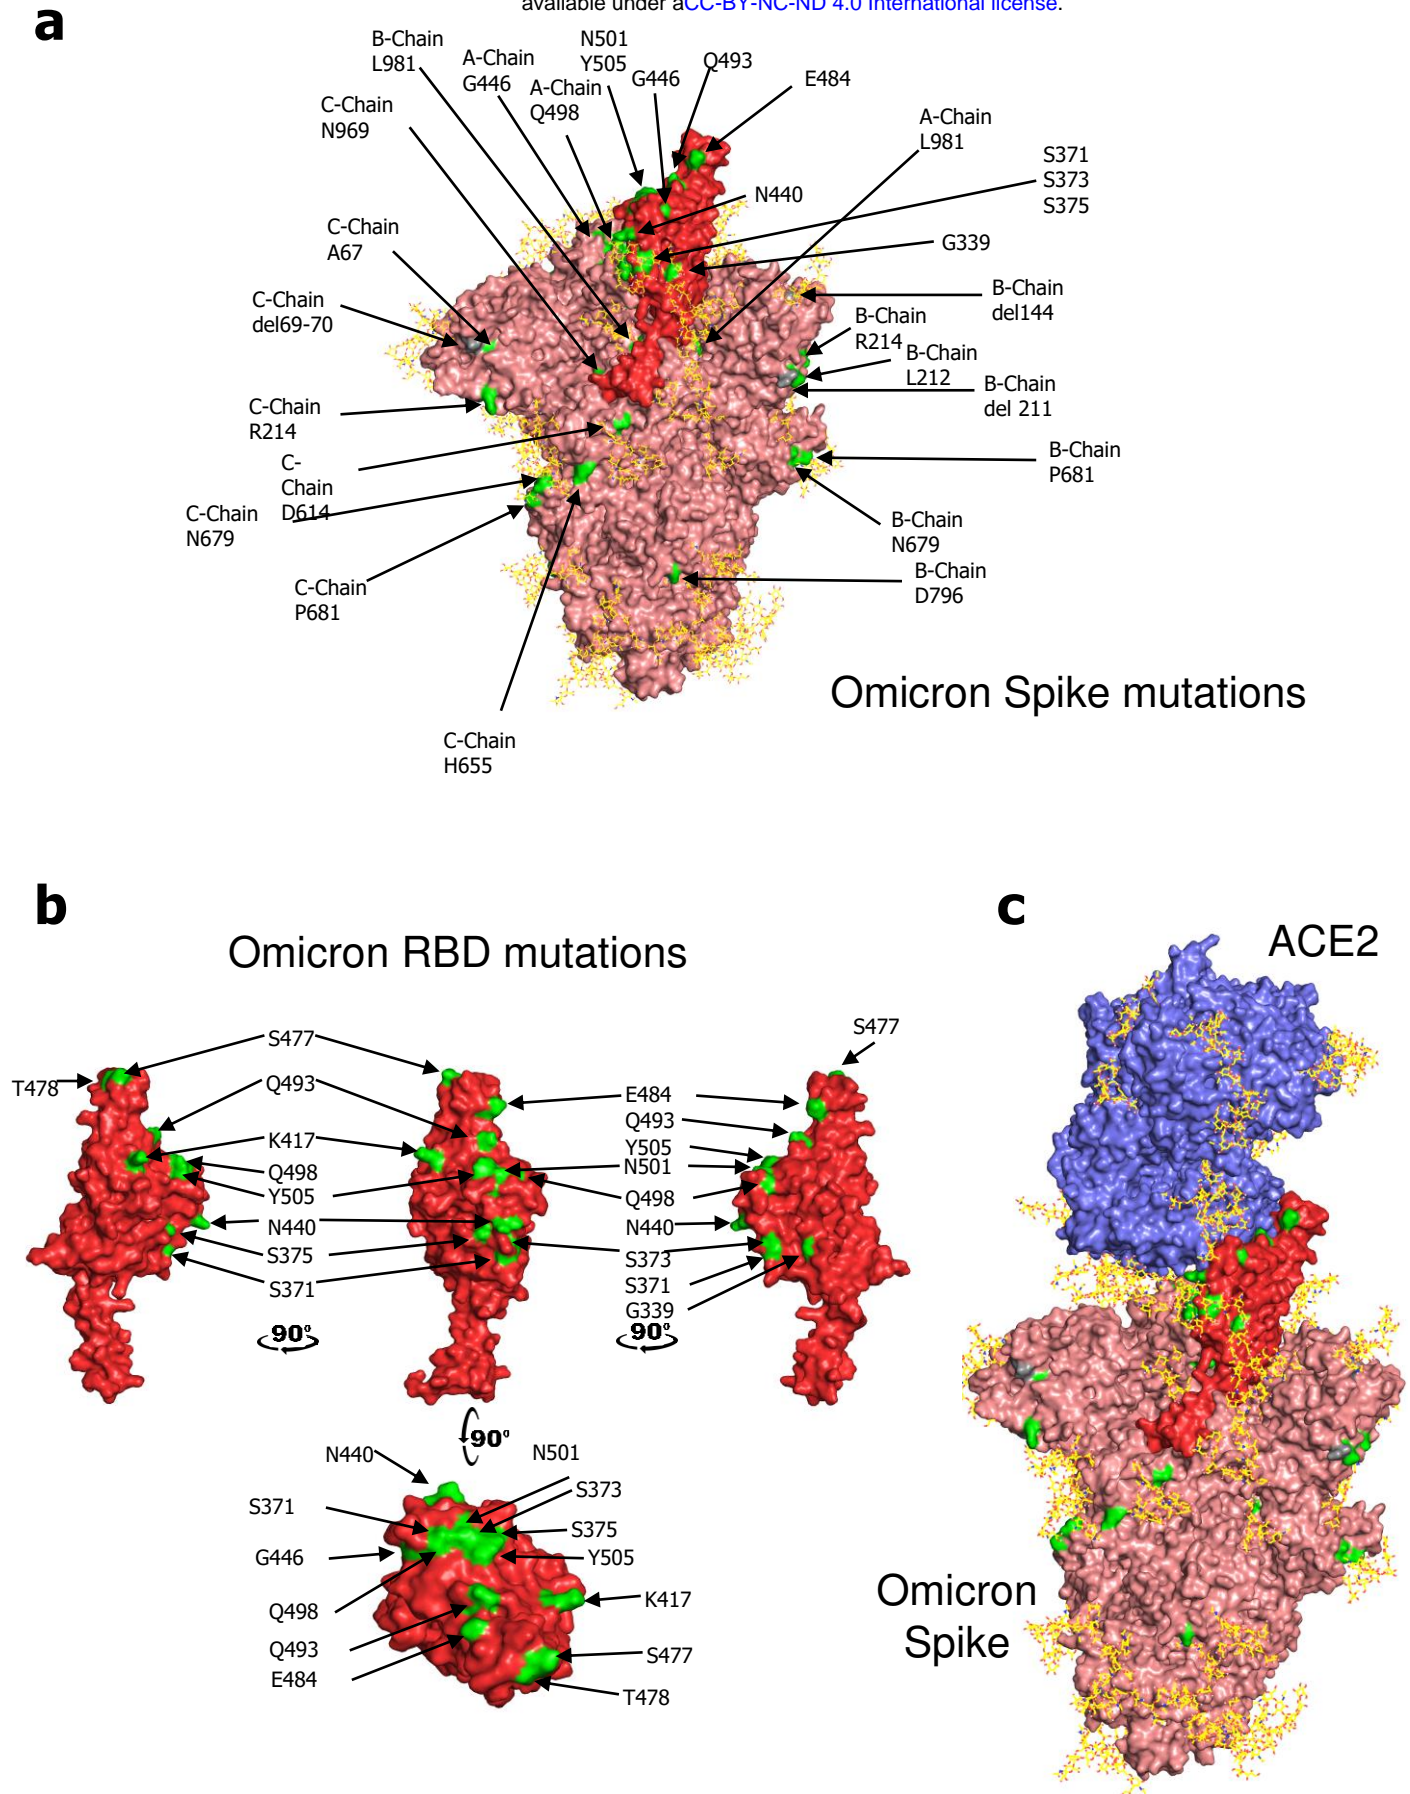 available under aCC-BY-NC-ND 4.0 International license.
a
B-Chain
L981
A-Chain
G446
A-Chain
Q498
N501
Y505
G446
Q493
E484
C-Chain
N969
A-Chain
L981
S371
S373
S375
N440
G339
C-Chain
A67
C-Chain
del69-70
B-Chain
del144
B-Chain
R214
B-Chain
L212
B-Chain
del 211
C-Chain
R214
C-
Chain
D614
B-Chain
P681
C-Chain
N679
B-Chain
N679
C-Chain
P681
B-Chain
D796
C-Chain
H655
Omicron Spike mutations
b
Omicron RBD mutations
S477
T478
Q493
K417
Q498
Y505
N440
S375
S371
90°
S477
E484
Q493
Y505
N501
Q498
N440
S373
S371
G339
90°
90°
N440
N501
S373
S371
S375
G446
Y505
Q498
K417
Q493
E484
S477
T478
c
ACE2
Omicron
Spike